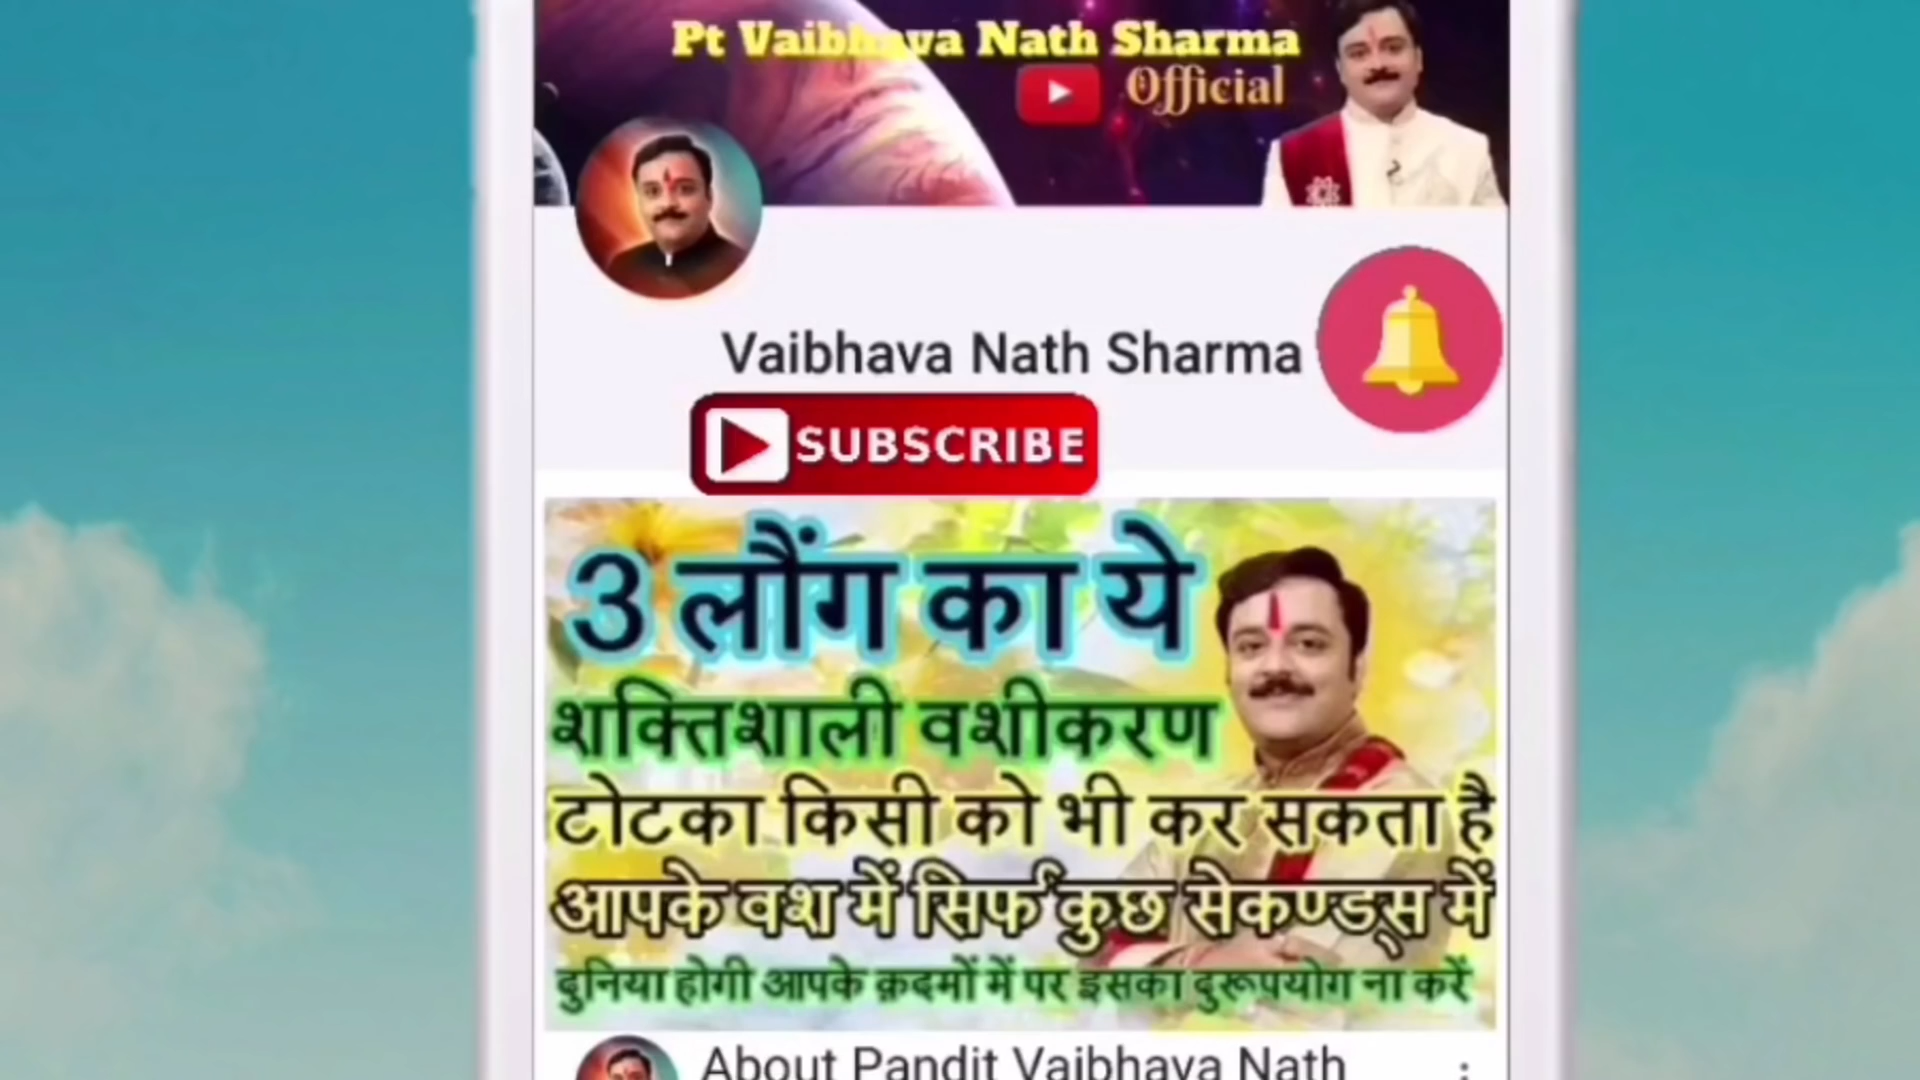 Pt Vaibhava Nath Sharma
Official
Vaibhava Nath Sharma
SUBSCRIBE
3 लौंग का ये
शक्तिशाली वशीकरण
टोटका किसी को भी कर सकता है
आपके वश में सिर्फ कुछ सेकण्ड्स में
दुनिया होगी आपके क़दमों में पर इसका दुरूपयोग ना करें
About Pandit Vaibhava Nath